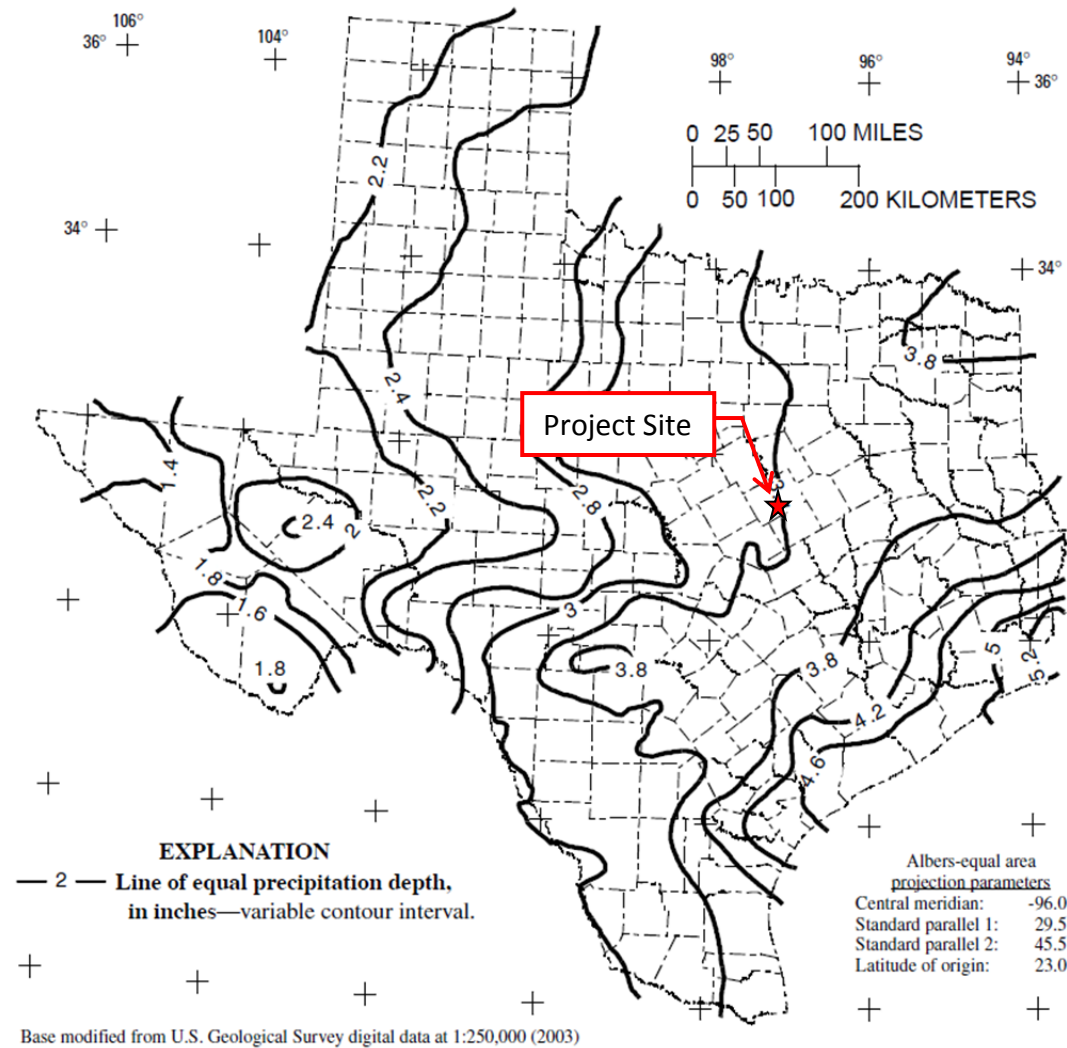 106°
36°
104°
98°
96°
94°
36°
0 25 50 100 MILES
0 50 100 200 KILOMETERS
2.2
34°
34°
3.8
2.4
Project Site
1.4
2.2
2.8
2.4
2
1.8
1.6
3
1.8
3.8
3.8
5
5.2
4.2
4.6
EXPLANATION
2 Line of equal precipitation depth,
in inches—variable contour interval.
Albers-equal area
projection parameters
Central meridian: -96.0
Standard parallel 1: 29.5
Standard parallel 2: 45.5
Latitude of origin: 23.0
Base modified from U.S. Geological Survey digital data at 1:250,000 (2003)